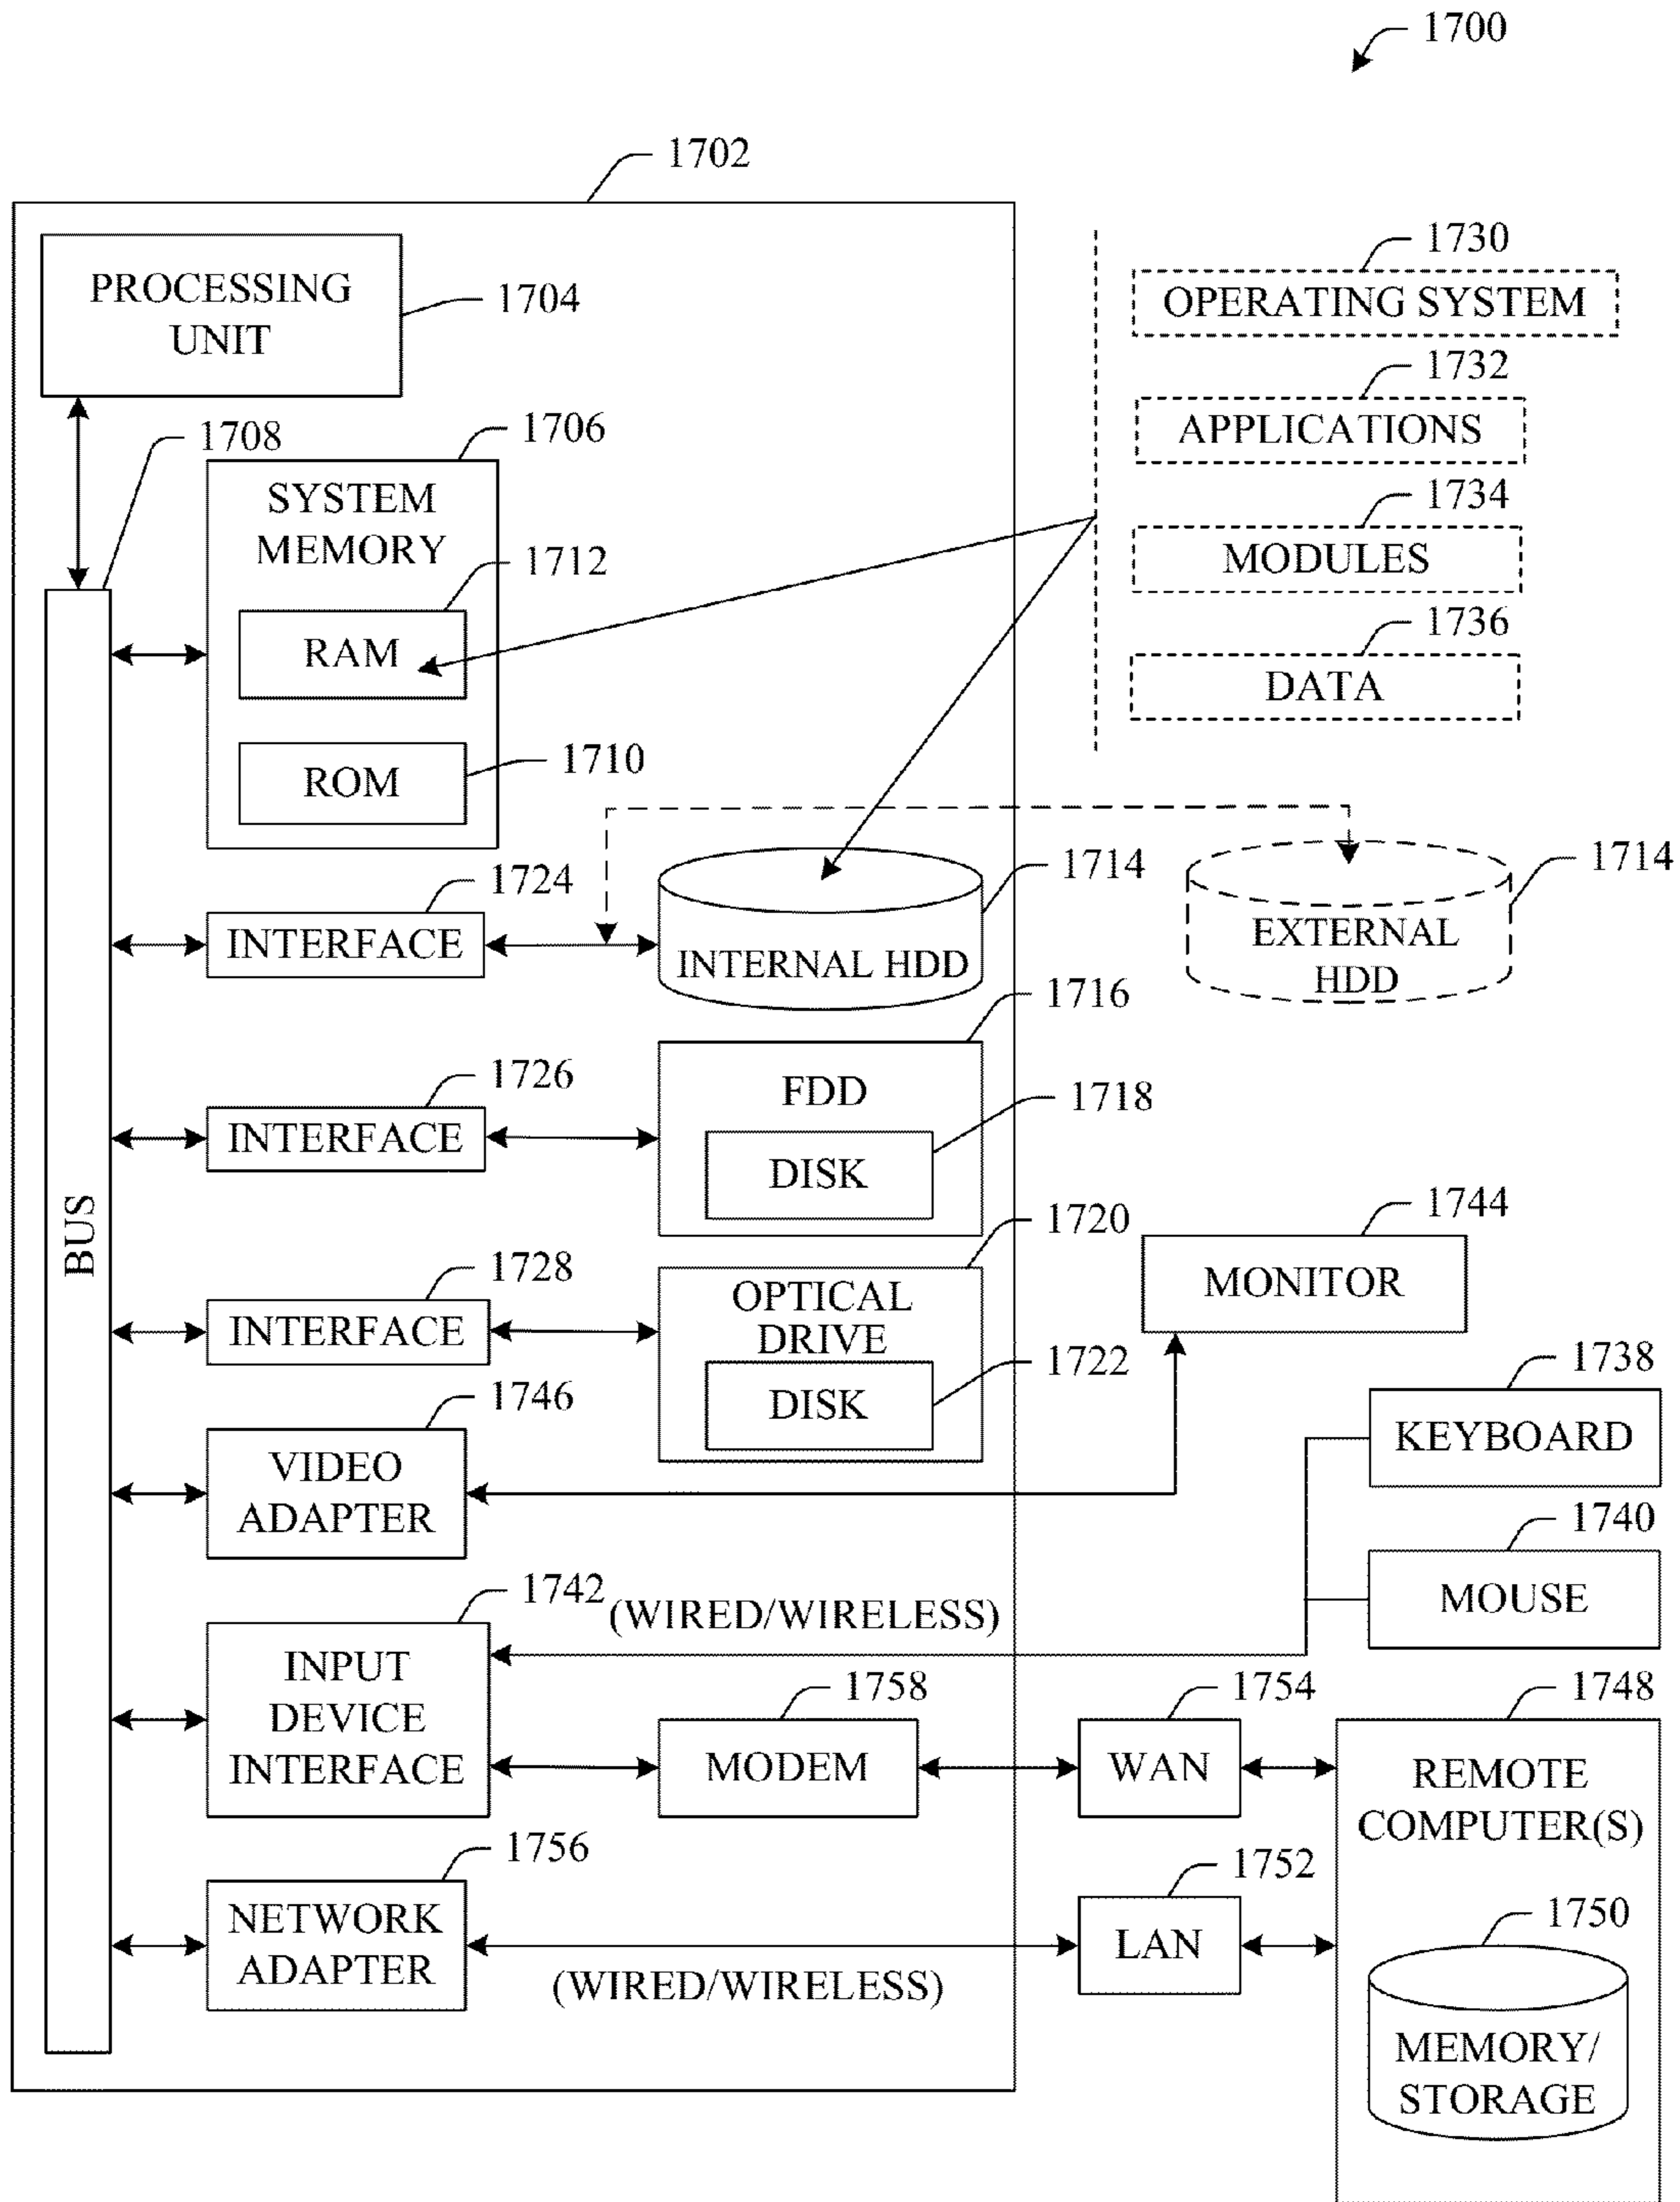 1700
1702
PROCESSING
UNIT
1704
1730
OPERATING SYSTEM
1732
APPLICATIONS
1734
MODULES
1736
DATA
1708
1706
SYSTEM
MEMORY
1712
RAM
1710
ROM
1724
INTERFACE
1714
INTERNAL HDD
1714
EXTERNAL
HDD
1716
FDD
1726
INTERFACE
1718
DISK
BUS
1720
OPTICAL
DRIVE
1728
INTERFACE
1722
DISK
1744
MONITOR
1746
VIDEO
ADAPTER
1738
KEYBOARD
1740
MOUSE
1742
(WIRED/WIRELESS)
INPUT
DEVICE
INTERFACE
1758
MODEM
1754
WAN
1748
REMOTE
COMPUTER(S)
1756
NETWORK
ADAPTER
(WIRED/WIRELESS)
1752
LAN
1750
MEMORY/
STORAGE